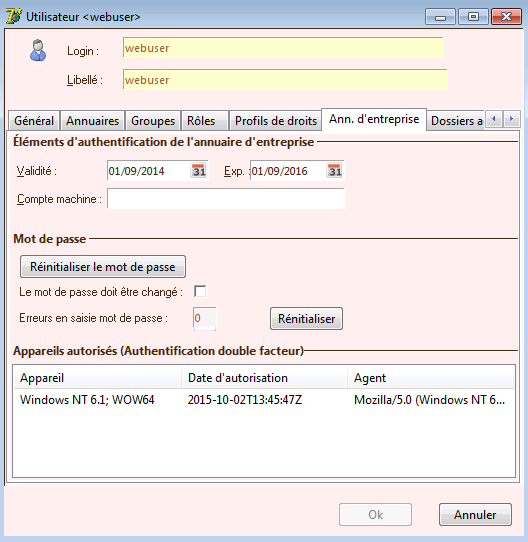 Utilisateur <webuser>
Login : webuser
Libellé : webuser
Général Annuaires Groupes Rôles Profils de droits Ann. d'entreprise Dossiers a
Éléments d'authentification de l'annuaire d'entreprise
Validité : 01/09/2014 31 Exp. : 01/09/2016 31
Compte machine :
Mot de passe
Réinitialiser le mot de passe
Le mot de passe doit être changé :
Erreurs en saisie mot de passe : 0 Rénitialiser
Appareils autorisés (Authentification double facteur)
Appareil Date d'autorisation Agent
Windows NT 6.1; WOW64 2015-10-02T13:45:47Z Mozilla/5.0 (Windows NT 6...
Ok Annuler